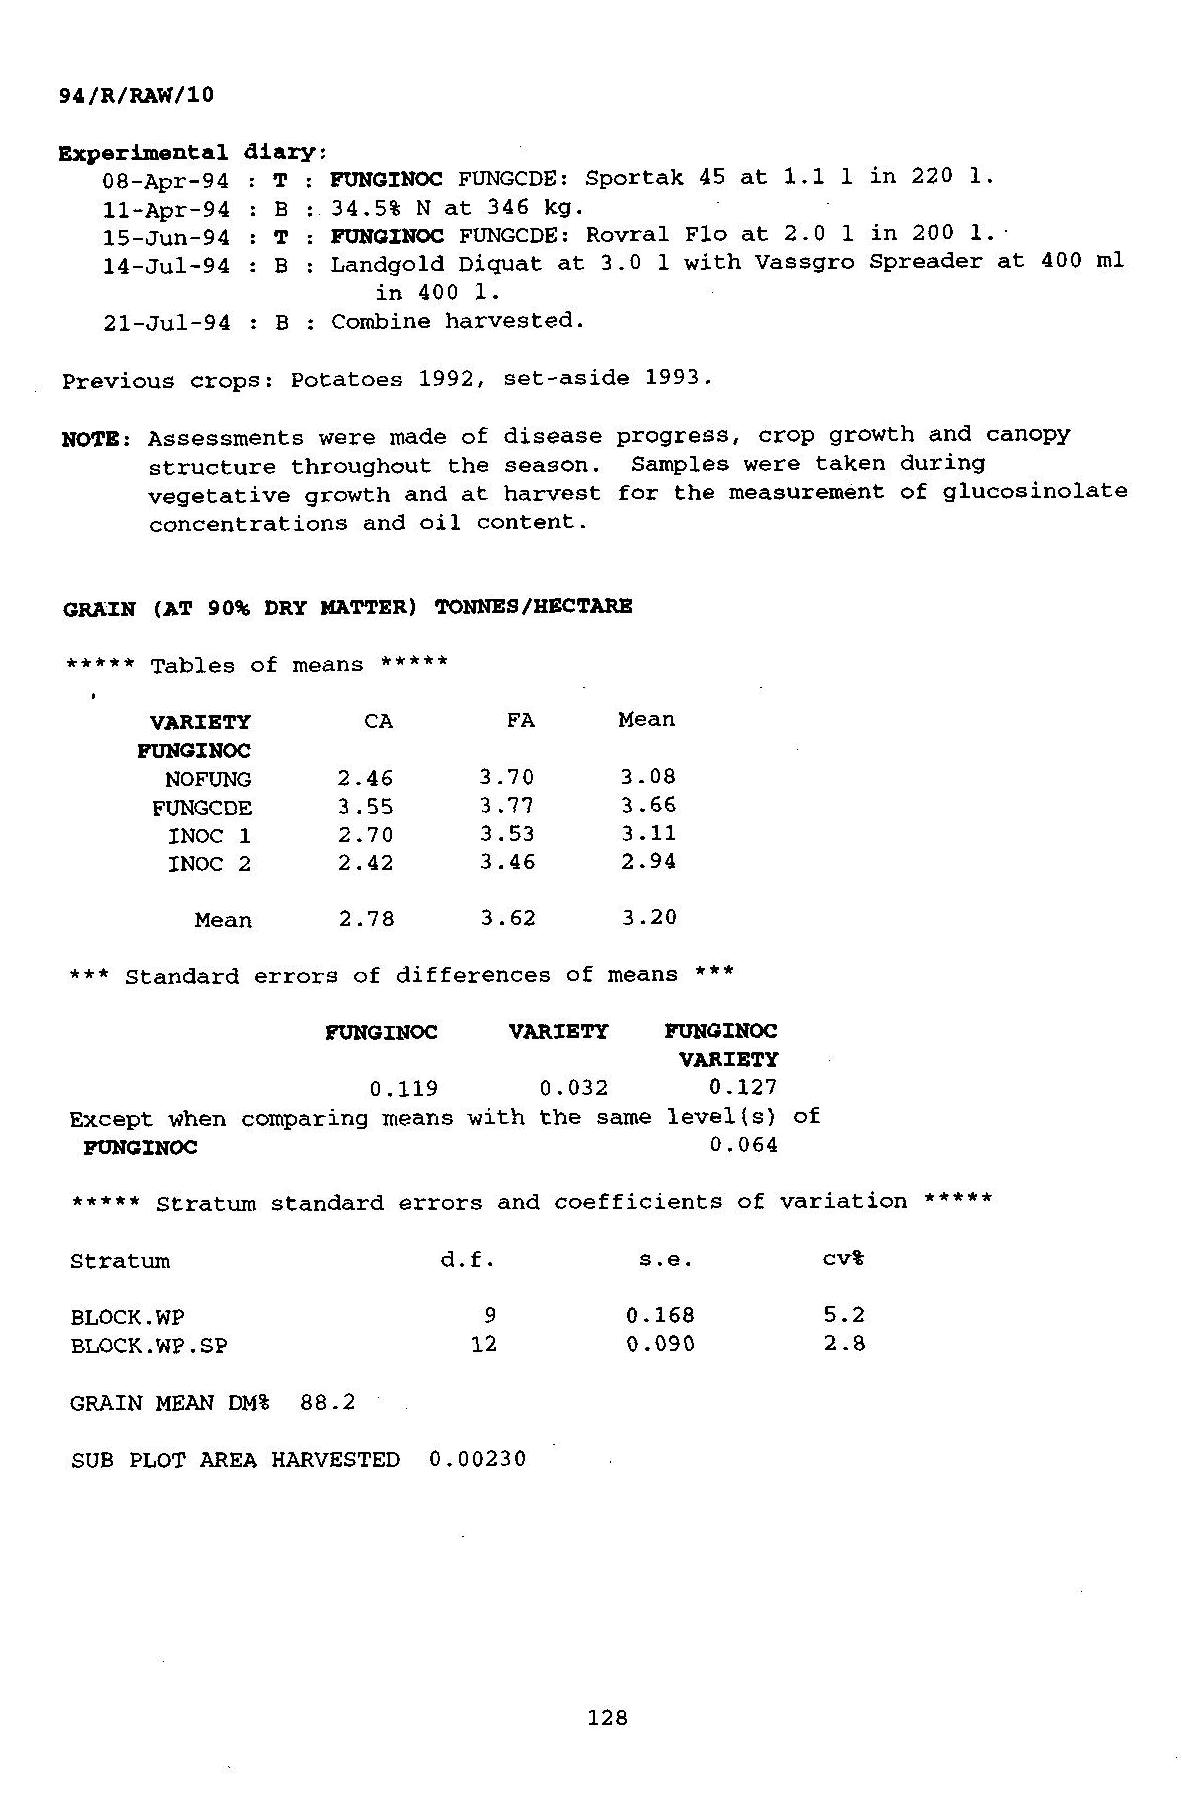 94/R/RAW/10
Experimental diary:
08-Apr-94 : T : FUNGINOC FUNGCDE: Sportak 45 at 1.1 l in 220 l.
11-Apr-94 : B : 34.5% N at 346 kg.
15-Jun-94 : T : FUNGINOC FUNGCDE: Rovral Flo at 2.0 l in 200 l.
14-Jul-94 : B : Landgold Diquat at 3.0 l with Vassgro Spreader at 400 ml
in 400 l.
21-Jul-94 : B : Combine harvested.
Previous crops: Potatoes 1992, set-aside 1993.
NOTE: Assessments were made of disease progress, crop growth and canopy
structure throughout the season. Samples were taken during
vegetative growth and at harvest for the measurement of glucosinolate
concentrations and oil content.
GRAIN (AT 90% DRY MATTER) TONNES/HECTARE
***** Tables of means *****
VARIETY CA FA Mean
FUNGINOC
NOFUNG 2.46 3.70 3.08
FUNGCDE 3.55 3.77 3.66
INOC 1 2.70 3.53 3.11
INOC 2 2.42 3.46 2.94
Mean 2.78 3.62 3.20
*** Standard errors of differences of means ***
FUNGINOC VARIETY FUNGINOC
VARIETY
0.119 0.032 0.127
Except when comparing means with the same level(s) of
FUNGINOC 0.064
***** Stratum standard errors and coefficients of variation *****
Stratum d.f. s.e. cv%
BLOCK.WP 9 0.168 5.2
BLOCK.WP.SP 12 0.090 2.8
GRAIN MEAN DM% 88.2
SUB PLOT AREA HARVESTED 0.00230
128